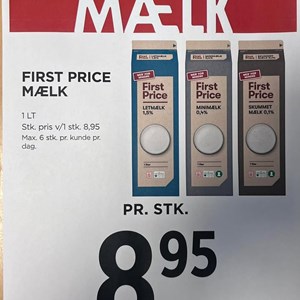 MÆLK
FIRST PRICE
MÆLK
1 LT
Stk. pris v/1 stk. 8,95
Max. 6 stk. pr. kunde pr.
dag.
First
Price
LETMÆLK
1,5%
First
Price
MINIMÆLK
0,4%
First
Price
SKUMMET
MÆLK 0,1%
PR. STK.
8 95